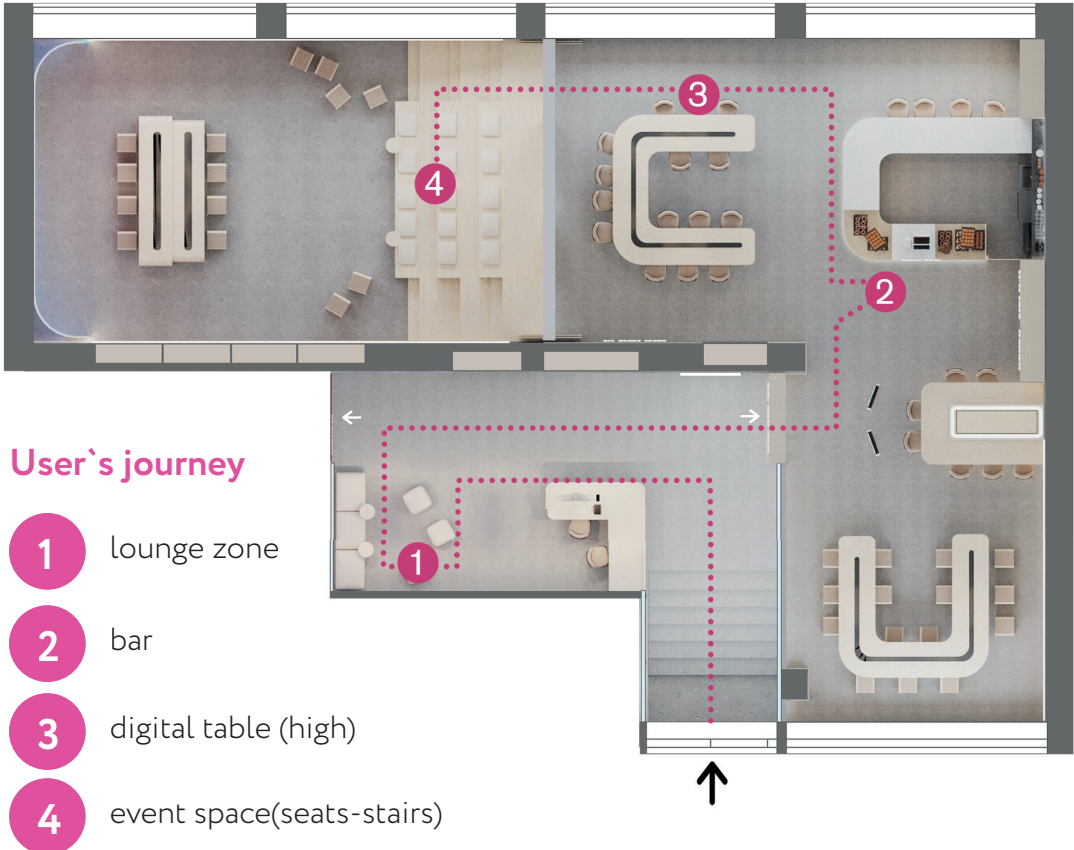 3
4
2
1
User`s journey
1 lounge zone
2 bar
3 digital table (high)
4 event space(seats-stairs)